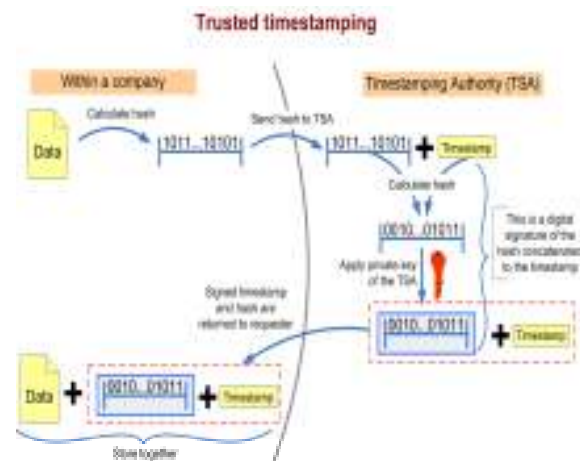 Trusted timestamping
Within a company
Timestamping Authority (TSA)
Calculate hash
Send hash to TSA
Data
1011...10101
1011...10101
Timestamp
Calculate hash
0010...01011
This is a digital
signature of the
hash concatenated
to the timestamp
Apply private key
of the TSA
Signed timestamp
and hash are
returned to requester
0010...01011
Timestamp
Data
0010...01011
Timestamp
Store together